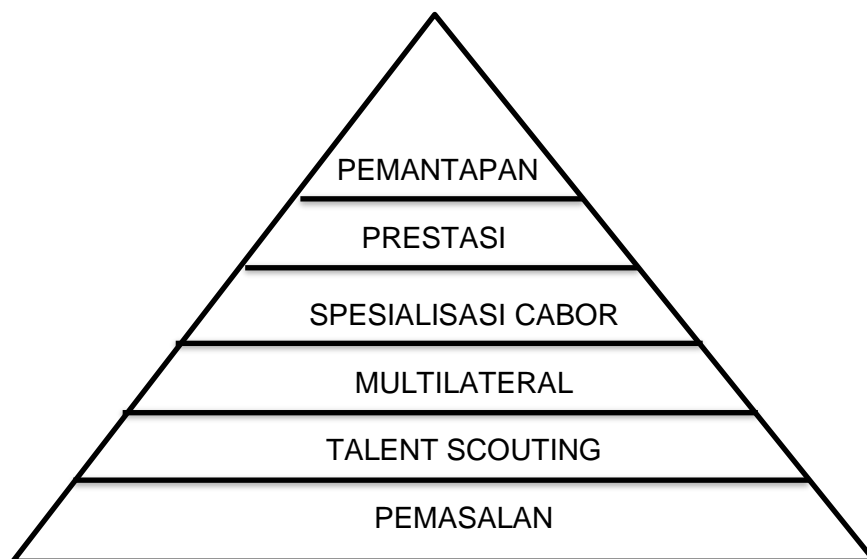 PEMANTAPAN
PRESTASI
SPESIALISASI CABOR
MULTILATERAL
TALENT SCOUTING
PEMASALAN